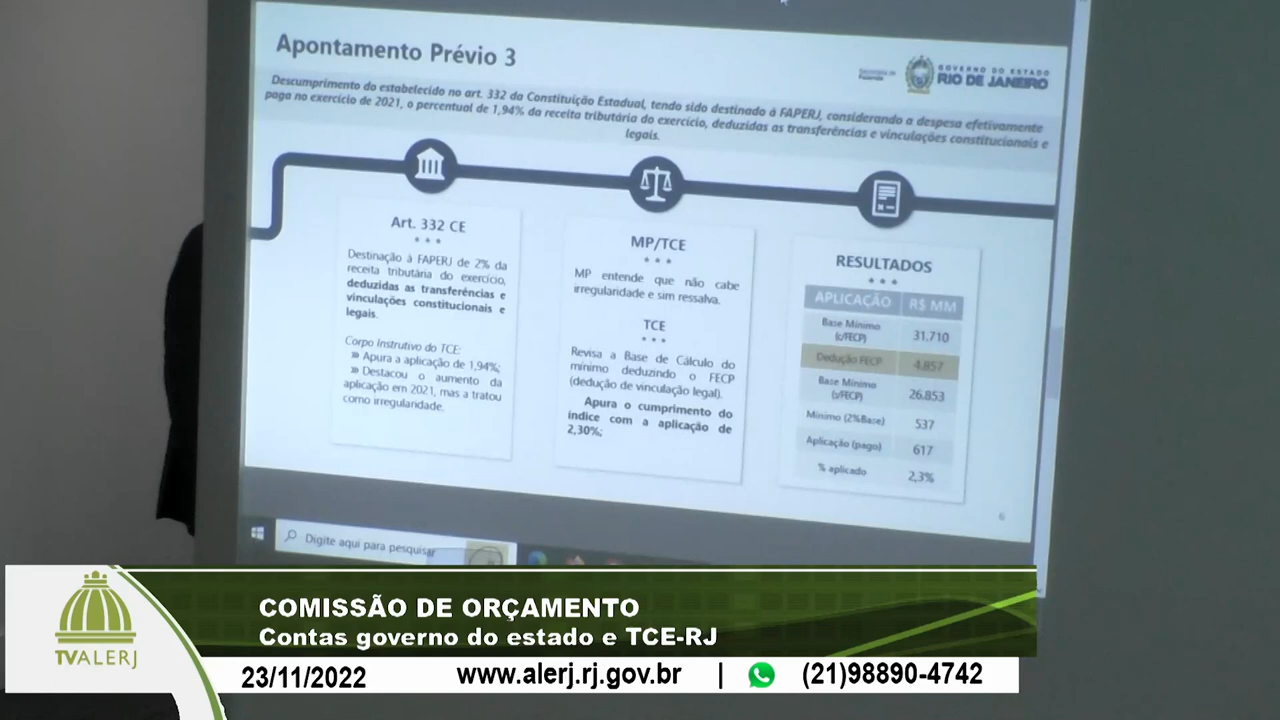 Apontamento Prévio 3
Secretaria de
Fazenda
GOVERNO DO ESTADO
RIO DE JANEIRO
Descumprimento do estabelecido no art. 332 da Constituição Estadual, tendo sido destinado à FAPERJ, considerando a despesa efetivamente
paga no exercício de 2021, o percentual de 1,94% da receita tributária do exercício, deduzidas as transferências e vinculações constitucionais e
legais.
Art. 332 CE
Destinação à FAPERJ de 2% da
receita tributária do exercício,
deduzidas as transferências e
vinculações constitucionais e
legais.
Corpo Instrutivo do TCE:
» Apura a aplicação de 1,94%;
» Destacou o aumento da
aplicação em 2021, mas a tratou
como irregularidade.
MP/TCE
MP entende que não cabe
irregularidade e sim ressalva.
TCE
Revisa a Base de Cálculo do
mínimo deduzindo o FECP
(dedução de vinculação legal).
Apura o cumprimento do
índice com a aplicação de
2,30%;
RESULTADOS
APLICAÇÃO R$ MM
Base Mínimo
(c/FECP) 31.710
Dedução FECP 4.857
Base Mínimo
(s/FECP) 26.853
Mínimo (2%Base) 537
Aplicação (pago) 617
% aplicado 2,3%
6
Digite aqui para pesquisar
COMISSÃO DE ORÇAMENTO
Contas governo do estado e TCE-RJ
TVALERJ
23/11/2022 www.alerj.rj.gov.br | (21)98890-4742